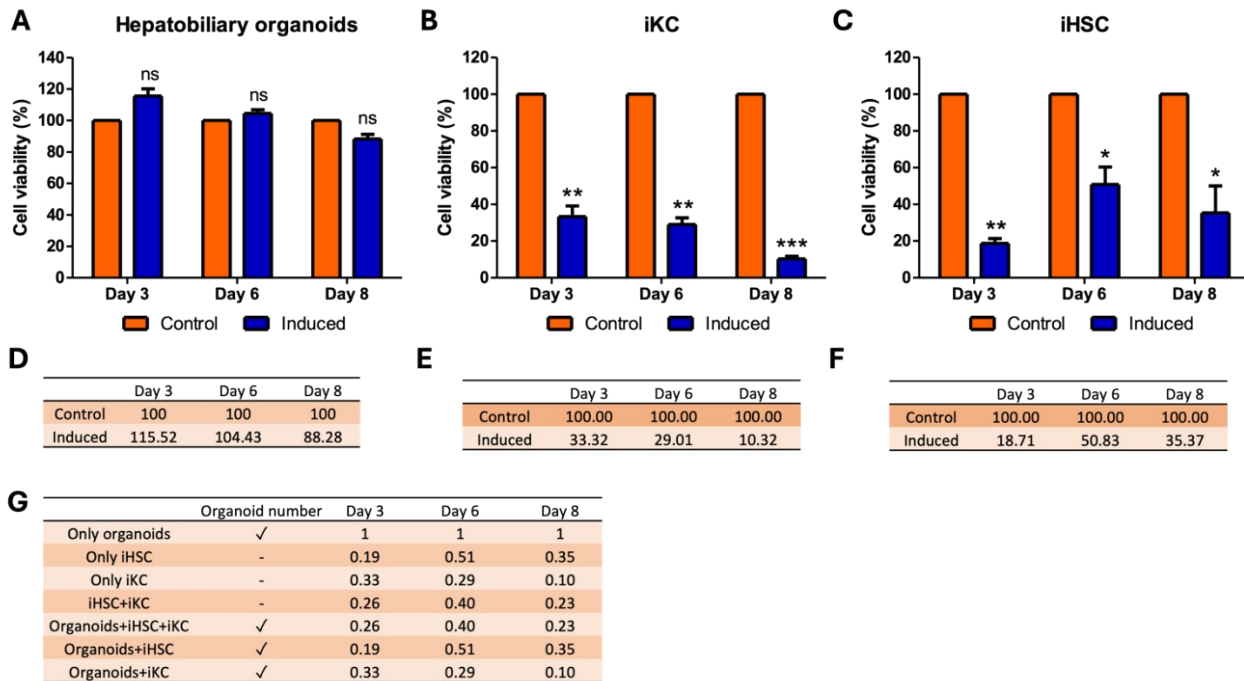 A
Hepatobiliary organoids
Cell viability (%)
140
120
100
80
60
40
20
0
ns
ns
ns
Day 3 Day 6 Day 8
Control Induced
B
iKC
Cell viability (%)
120
100
80
60
40
20
0
**
**
***
Day 3 Day 6 Day 8
Control Induced
C
iHSC
Cell viability (%)
120
100
80
60
40
20
0
**
*
*
Day 3 Day 6 Day 8
Control Induced
D
Day 3 Day 6 Day 8
Control 100 100 100
Induced 115.52 104.43 88.28
E
Day 3 Day 6 Day 8
Control 100.00 100.00 100.00
Induced 33.32 29.01 10.32
F
Day 3 Day 6 Day 8
Control 100.00 100.00 100.00
Induced 18.71 50.83 35.37
G
Organoid number Day 3 Day 6 Day 8
Only organoids ✓ 1 1 1
Only iHSC - 0.19 0.51 0.35
Only iKC - 0.33 0.29 0.10
iHSC+iKC - 0.26 0.40 0.23
Organoids+iHSC+iKC ✓ 0.26 0.40 0.23
Organoids+iHSC ✓ 0.19 0.51 0.35
Organoids+iKC ✓ 0.33 0.29 0.10